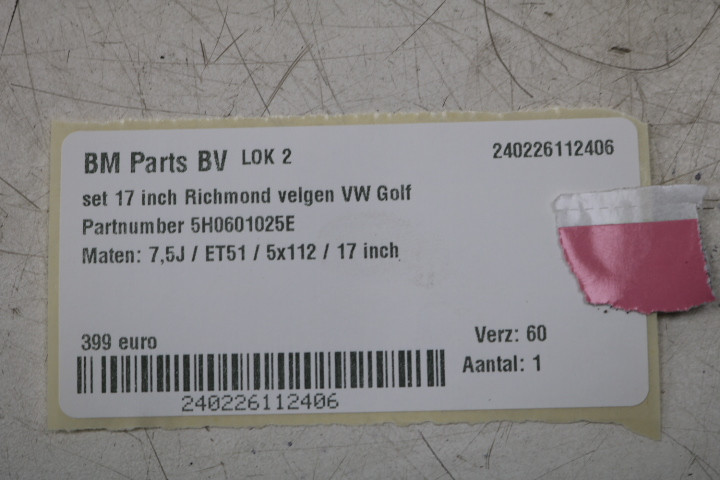 BM Parts BV LOK 2 240226112406
set 17 inch Richmond velgen VW Golf
Partnumber 5H0601025E
Maten: 7,5J / ET51 / 5x112 / 17 inch
399 euro Verz: 60
Aantal: 1
240226112406